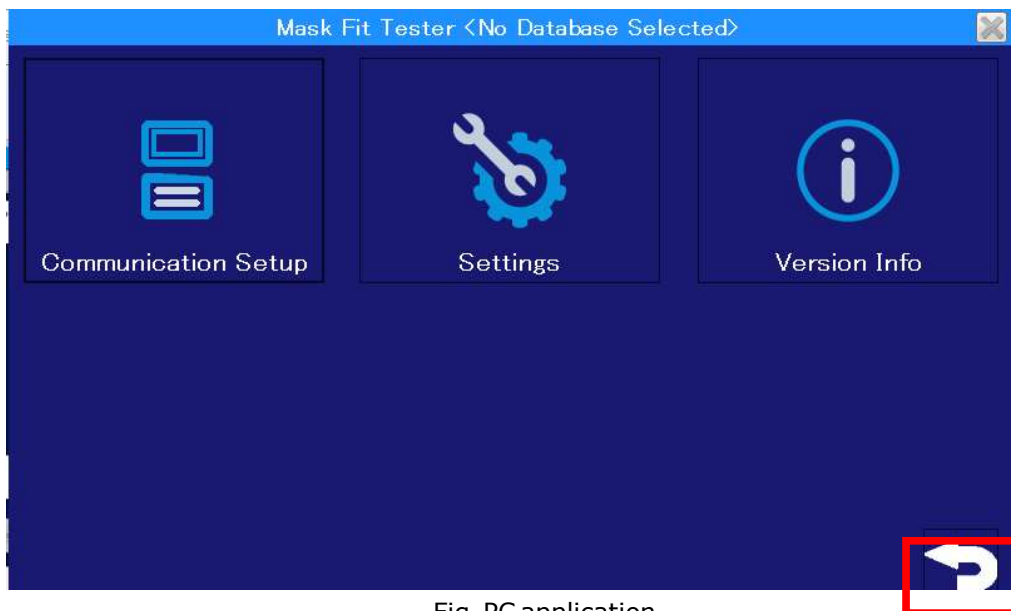 Mask Fit Tester <No Database Selected>
Communication Setup
Settings
Version Info
Fig. PC application